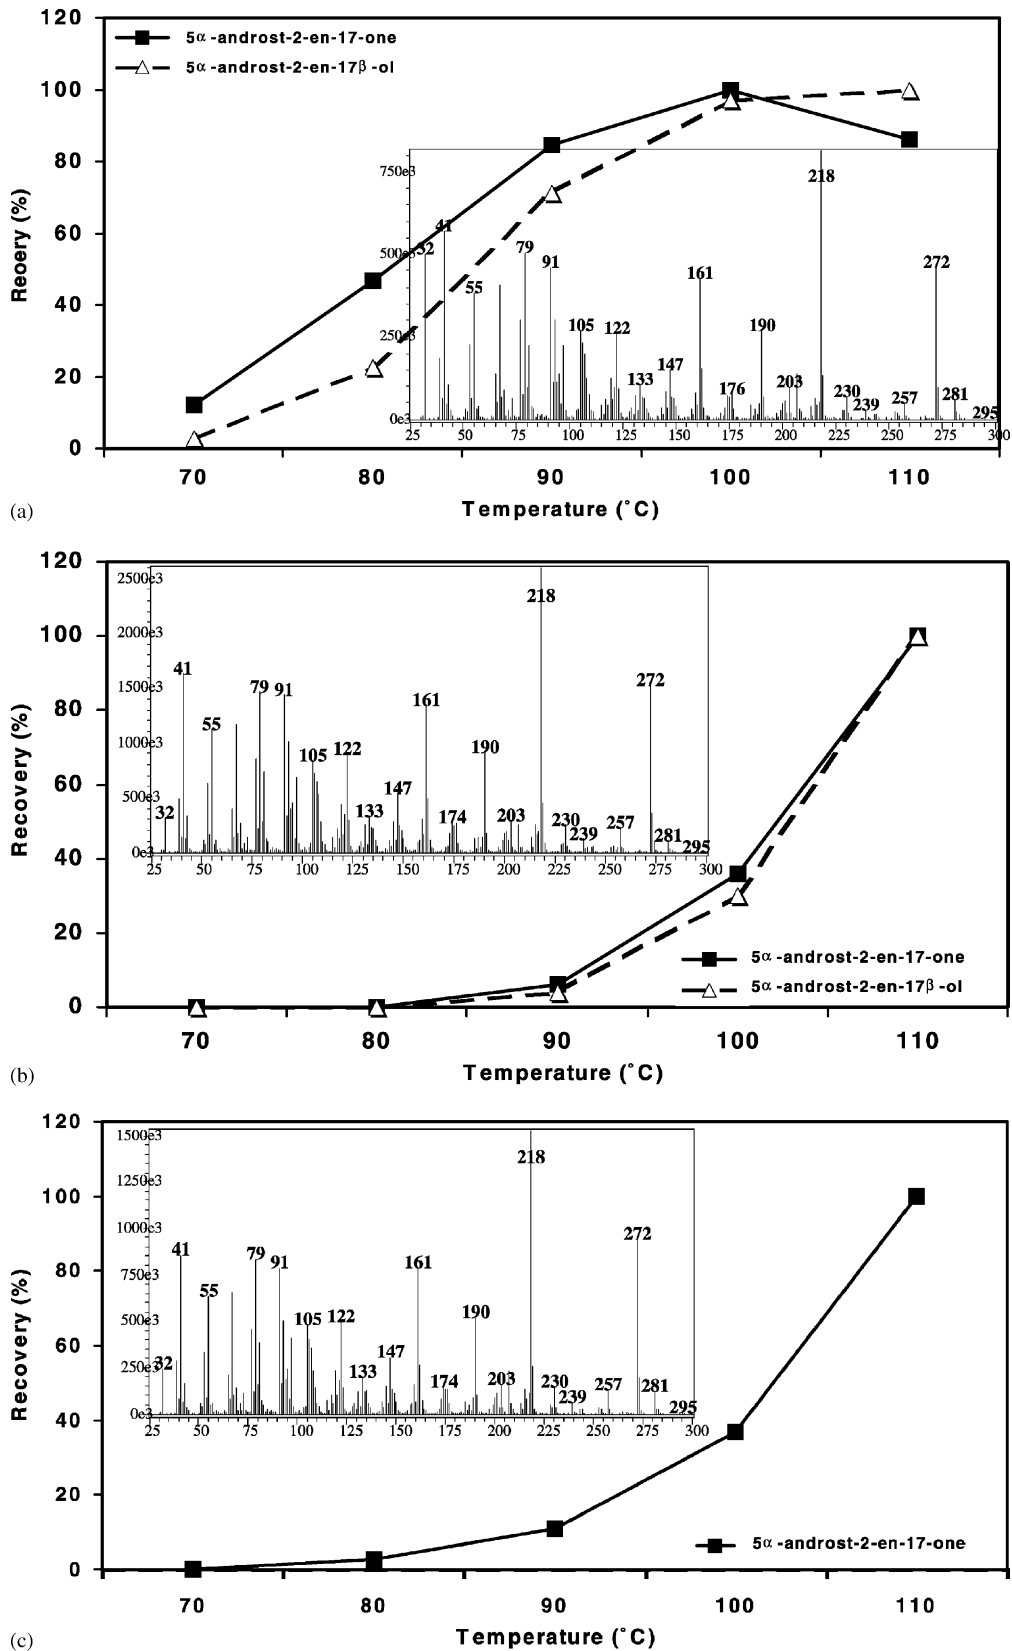 120
5α-androst-2-en-17-one
5α-androst-2-en-17β-ol
100
80
60
40
20
0
Reoery (%)
750e3
500e3
250e3
0e3
218
41
32
79
91
55
272
161
105
122
190
147
133
176
203
230
239
257
281
295
25 50 75 100 125 150 175 200 225 250 275 300
70 80 90 100 110
Temperature (°C)
(a)
120
100
80
60
40
20
0
Recovery (%)
2500e3
2000e3
1500e3
1000e3
500e3
0e3
218
41
79
91
272
161
55
105
122
190
147
32
133
174
203
230
239
257
281
295
25 50 75 100 125 150 175 200 225 250 275 300
5α-androst-2-en-17-one
5α-androst-2-en-17β-ol
70 80 90 100 110
Temperature (°C)
(b)
120
100
80
60
40
20
0
Recovery (%)
1500e3
1250e3
1000e3
750e3
500e3
250e3
0e3
218
272
41
79
91
161
55
105
122
190
147
32
133
174
203
230
239
257
281
295
25 50 75 100 125 150 175 200 225 250 275 300
5α-androst-2-en-17-one
70 80 90 100 110
Temperature (°C)
(c)